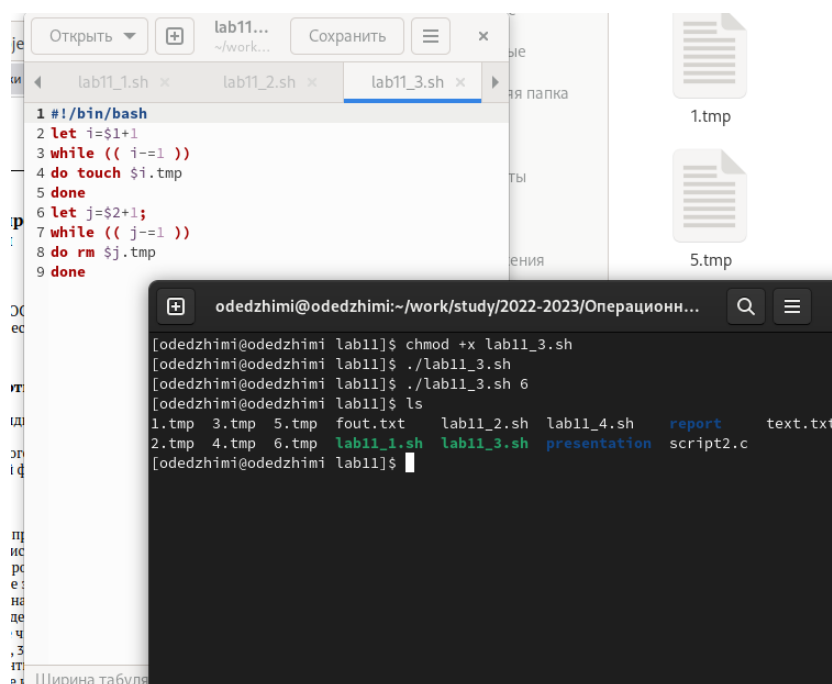 Открыть
lab11...
~/work...
Сохранить
lab11_1.sh
lab11_2.sh
lab11_3.sh
1 #!/bin/bash
2 let i=$1+1
3 while (( i-=1 ))
4 do touch $i.tmp
5 done
6 let j=$2+1;
7 while (( j-=1 ))
8 do rm $j.tmp
9 done
1.tmp
5.tmp
odedzhimi@odedzhimi:~/work/study/2022-2023/Операционн...
[odedzhimi@odedzhimi lab11]$ chmod +x lab11_3.sh
[odedzhimi@odedzhimi lab11]$ ./lab11_3.sh
[odedzhimi@odedzhimi lab11]$ ./lab11_3.sh 6
[odedzhimi@odedzhimi lab11]$ ls
1.tmp 3.tmp 5.tmp fout.txt lab11_2.sh lab11_4.sh report text.txt
2.tmp 4.tmp 6.tmp lab11_1.sh lab11_3.sh presentation script2.c
[odedzhimi@odedzhimi lab11]$
папка
Ширина